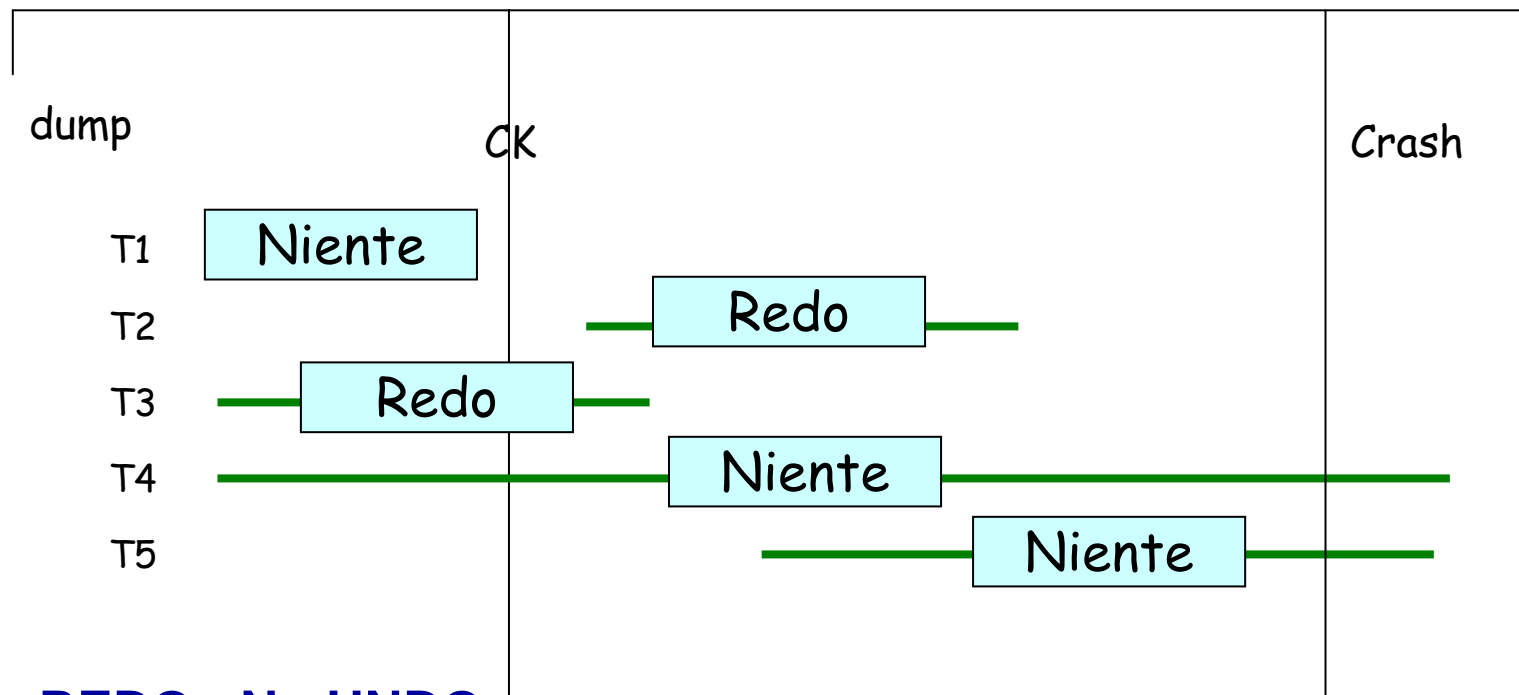 dump
CK
Crash
T1 Niente
T2 Redo
T3 Redo
T4 Niente
T5 Niente